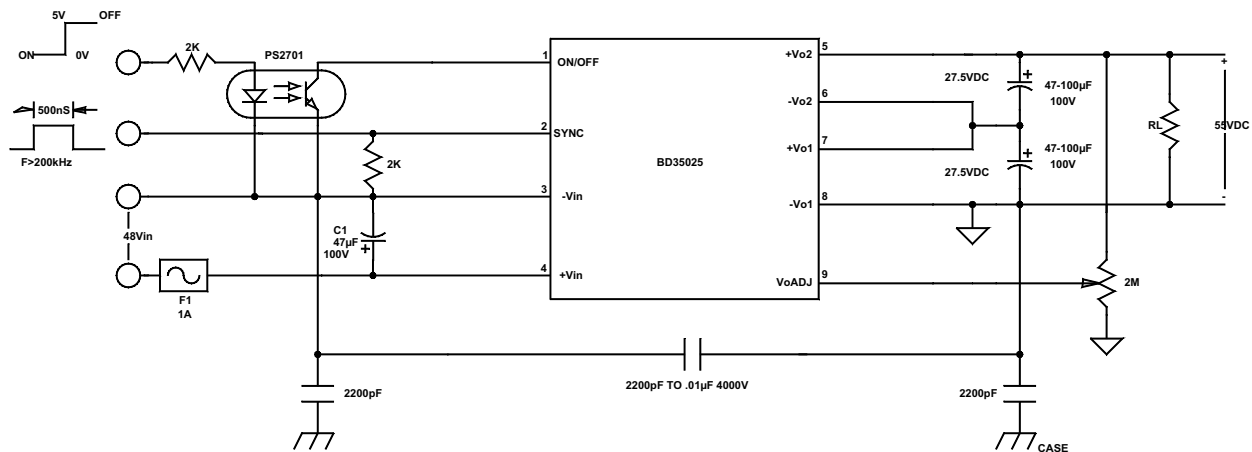 5V
OFF
ON
0V
2K
PS2701
500nS
F>200kHz
48Vin
F1
1A
2K
C1
47µF
100V
+
1
ON/OFF
2
SYNC
3
-Vin
4
+Vin
BD35025
+Vo2
5
-Vo2
6
+Vo1
7
-Vo1
8
VoADJ
9
27.5VDC
+
47-100µF
100V
27.5VDC
+
47-100µF
100V
RL
+
55VDC
-
2M
2200pF
2200pF TO .01µF 4000V
2200pF
CASE